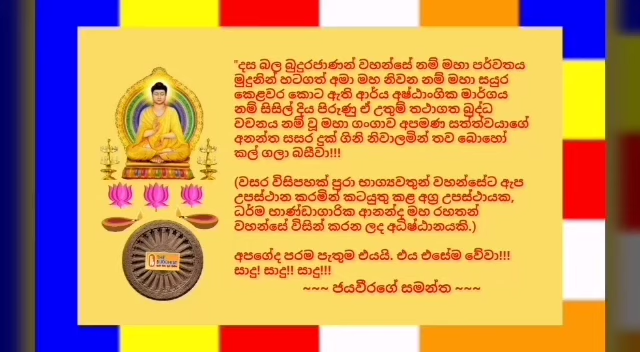 "දස බල බුදුරජාණන් වහන්සේ නම් මහා පර්වතය
මුදුනින් හටගත් අමා මහ නිවන නම් මහා සයුර
කෙළවර කොට ඇති ආර්ය අෂ්ඨාංගික මාර්ගය
නම් සිසිල් දිය පිරුණු ඒ උතුම් තථාගත බුද්ධ
වචනය නම් වූ මහා ගංගාව අපමණ සත්ත්වයාගේ
අනන්ත සසර දුක් ගිනි නිවාලමින් තව බොහෝ
කල් ගලා බසීවා!!!
(වසර විසිපහක් පුරා භාග්‍යවතුන් වහන්සේට ඇප
උපස්ථාන කරමින් කටයුතු කළ අග්‍ර උපස්ථායක,
ධර්ම භාණ්ඩාගාරික ආනන්ද මහ රහතන්
වහන්සේ විසින් කරන ලද අධිෂ්ඨානයකි.)
අපගේද පරම පැතුම එයයි. එය එසේම වේවා!!!
සාදු! සාදු!! සාදු!!!
~~~ ජයවීරගේ සමන්ත ~~~